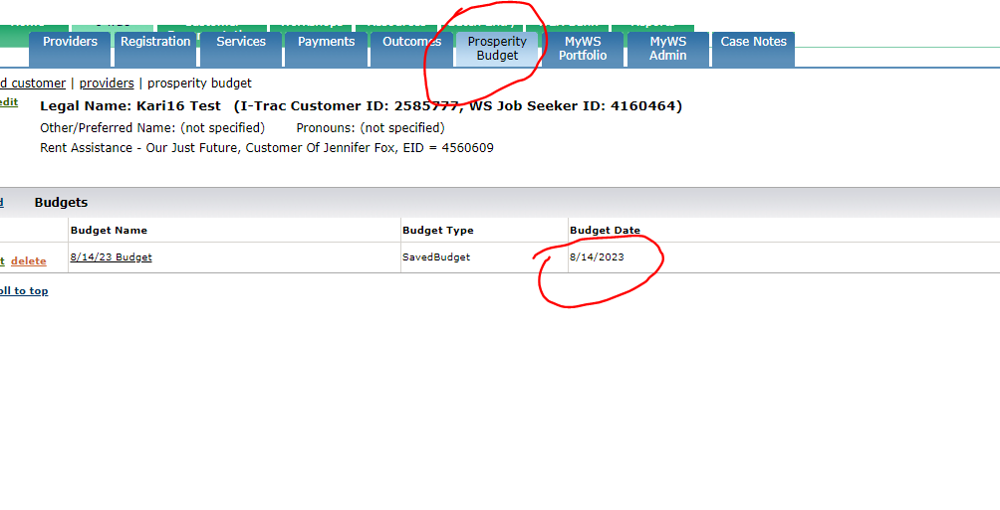 Providers Registration Services Payments Outcomes Prosperity Budget MyWS Portfolio MyWS Admin Case Notes
d customer | providers | prosperity budget
edit Legal Name: Kari16 Test (I-Trac Customer ID: 2585777, WS Job Seeker ID: 4160464)
Other/Preferred Name: (not specified) Pronouns: (not specified)
Rent Assistance - Our Just Future, Customer Of Jennifer Fox, EID = 4560609
d Budgets
Budget Name Budget Type Budget Date
t delete 8/14/23 Budget SavedBudget 8/14/2023
oll to top